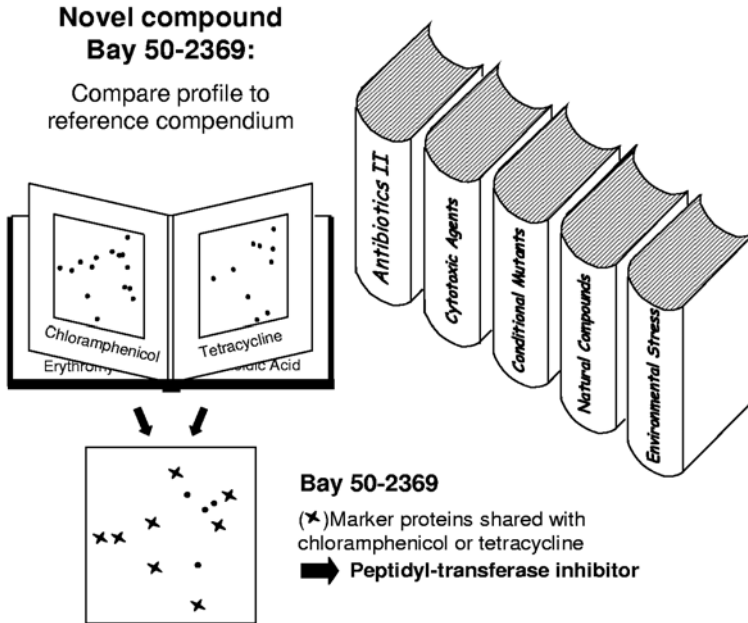 Novel compound
Bay 50-2369:
Compare profile to
reference compendium
Antibiotics II
Cytotoxic Agents
Conditional Mutants
Natural Compounds
Environmental Stress
Chloramphenicol
Tetracycline
Acid
Bay 50-2369
(✕)Marker proteins shared with
chloramphenicol or tetracycline
Peptidyl-transferase inhibitor